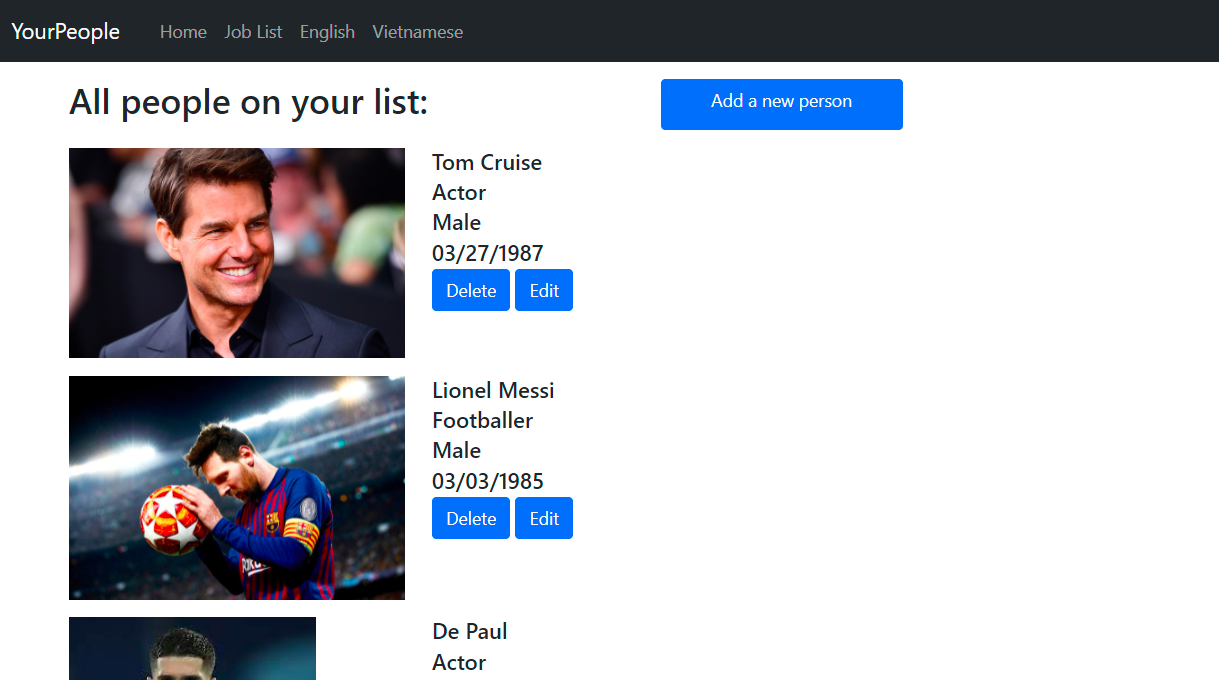 YourPeople Home Job List English Vietnamese
All people on your list:
Add a new person
Tom Cruise
Actor
Male
03/27/1987
Delete Edit
Lionel Messi
Footballer
Male
03/03/1985
Delete Edit
De Paul
Actor